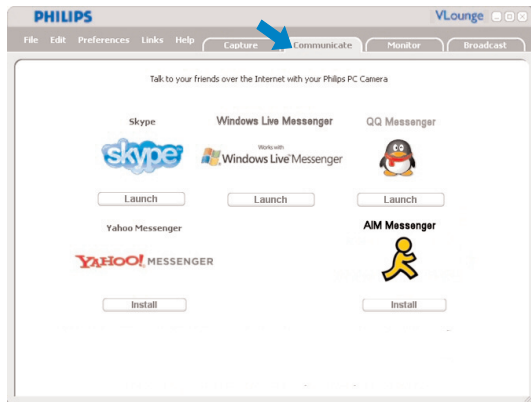 PHILIPS VLounge
File Edit Preferences Links Help Capture Communicate Monitor Broadcast
Talk to your friends over the Internet with your Philips PC Camera
Skype Windows Live Messenger QQ Messenger
skype Works with
Windows Live Messenger
Launch Launch Launch
Yahoo Messenger AIM Messenger
YAHOO! MESSENGER
Install Install